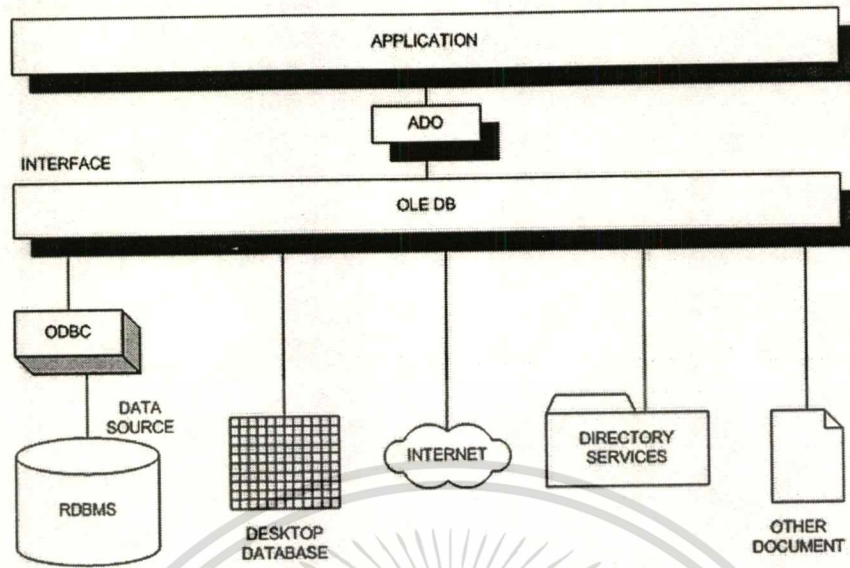 APPLICATION
ADO
INTERFACE
OLE DB
ODBC
DATA
SOURCE
RDBMS
DESKTOP
DATABASE
INTERNET
DIRECTORY
SERVICES
OTHER
DOCUMENT